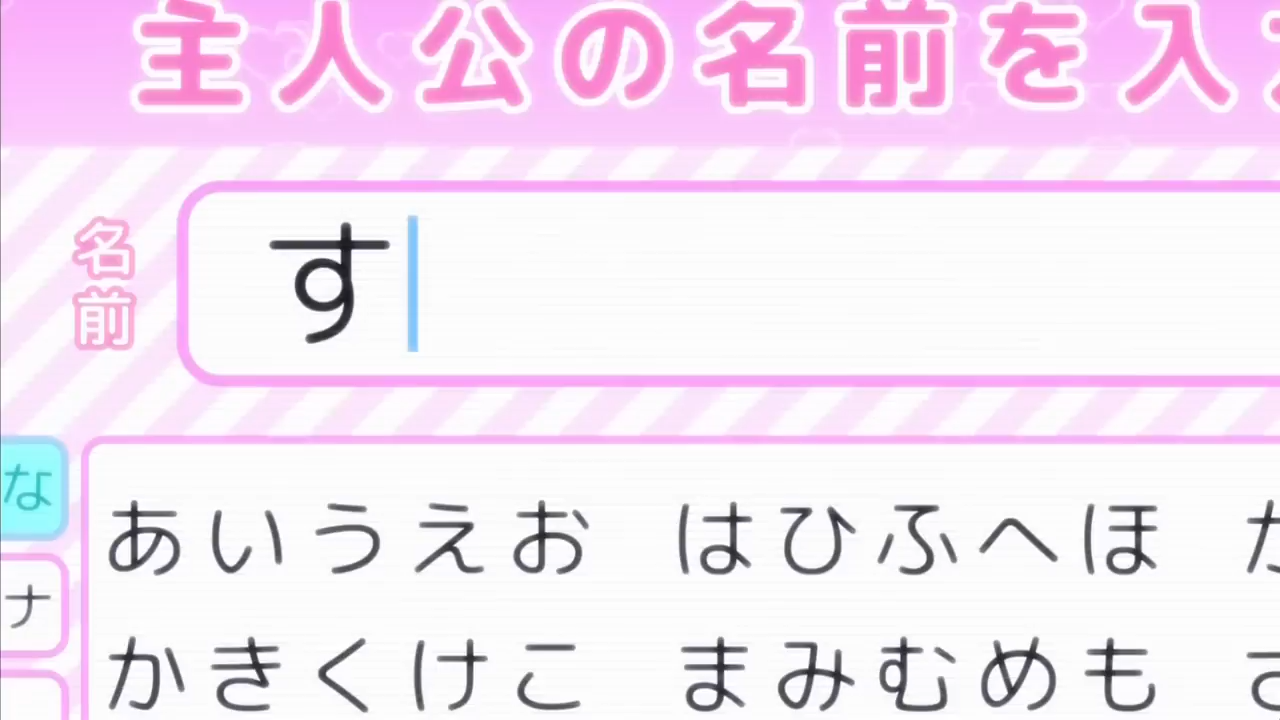 主人公の名前を入
名前
す
な
あいうえお はひふへほ
ナ
かきくけこ まみむめも